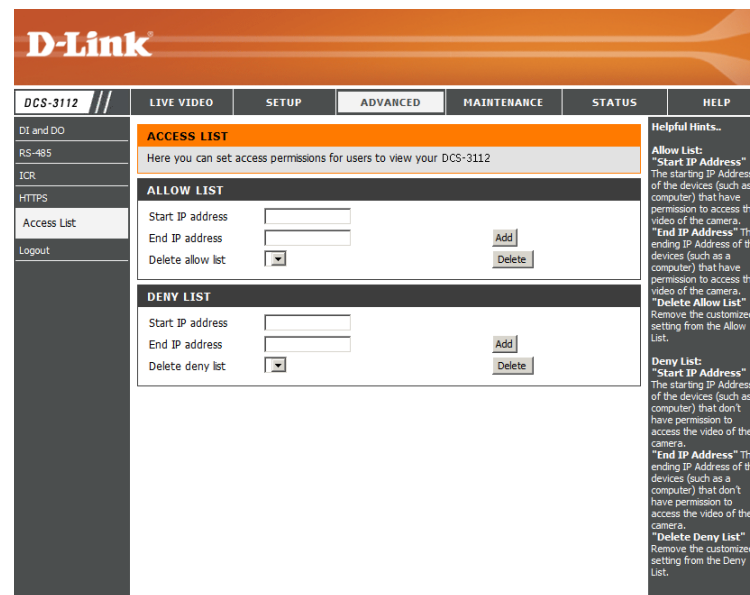 D-Link
DCS-3112
LIVE VIDEO
SETUP
ADVANCED
MAINTENANCE
STATUS
HELP
DI and DO
RS-485
ICR
HTTPS
Access List
Logout
ACCESS LIST
Here you can set access permissions for users to view your DCS-3112
ALLOW LIST
Start IP address
End IP address
Add
Delete allow list
Delete
DENY LIST
Start IP address
End IP address
Add
Delete deny list
Delete
Helpful Hints..
Allow List:
"Start IP Address"
The starting IP Address
of the devices (such as
computer) that have
permission to access th
video of the camera.
"End IP Address" Th
ending IP Address of th
devices (such as a
computer) that have
permission to access th
video of the camera.
"Delete Allow List"
Remove the customized
setting from the Allow
List.
Deny List:
"Start IP Address"
The starting IP Address
of the devices (such as
computer) that don't
have permission to
access the video of the
camera.
"End IP Address" Th
ending IP Address of th
devices (such as a
computer) that don't
have permission to
access the video of the
camera.
"Delete Deny List"
Remove the customized
setting from the Deny
List.